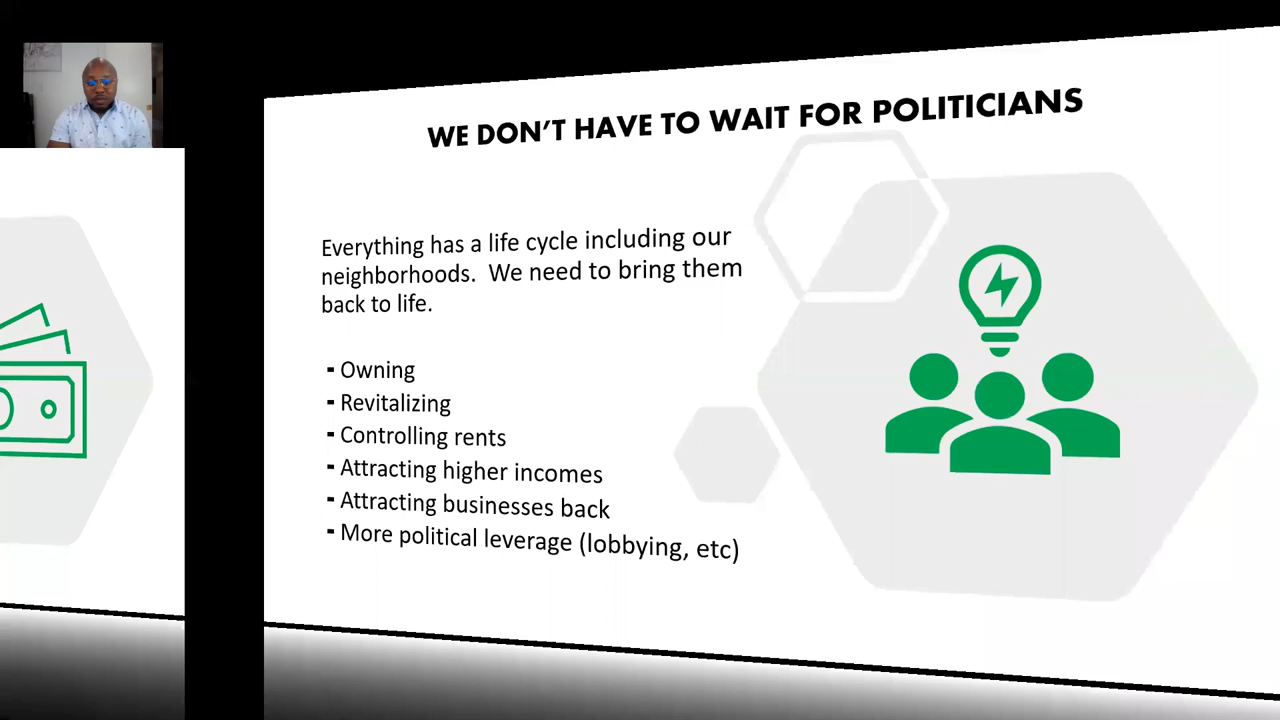 WE DON'T HAVE TO WAIT FOR POLITICIANS
Everything has a life cycle including our
neighborhoods. We need to bring them
back to life.
- Owning
- Revitalizing
- Controlling rents
- Attracting higher incomes
- Attracting businesses back
- More political leverage (lobbying, etc)